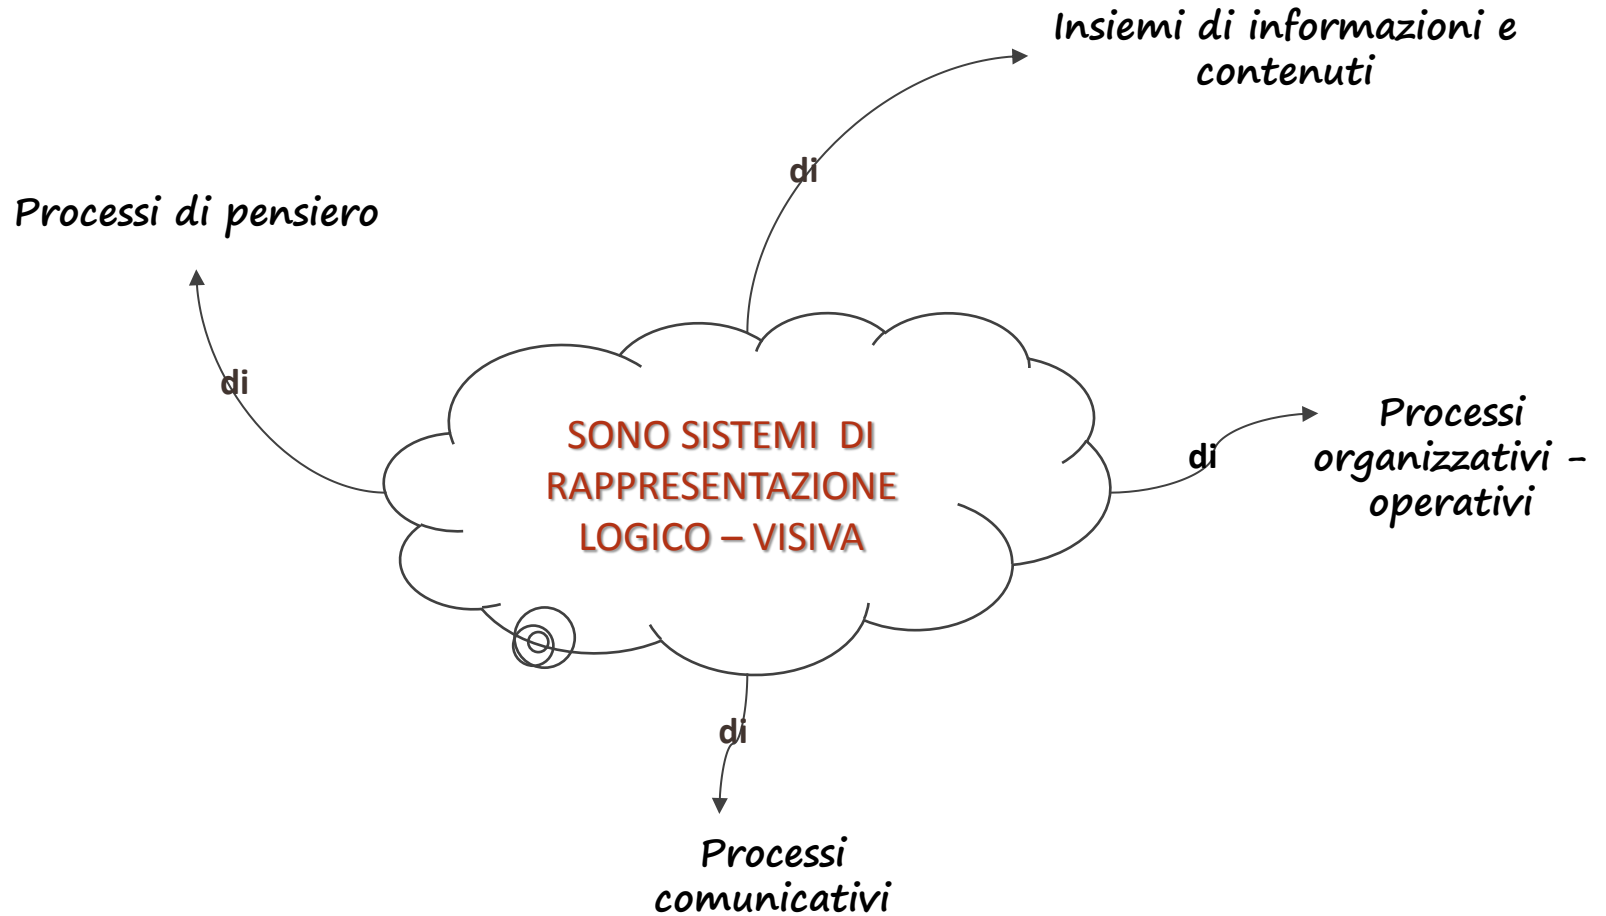 Insiemi di informazioni e
contenuti
di
Processi di pensiero
di
SONO SISTEMI DI
RAPPRESENTAZIONE
LOGICO – VISIVA
di
Processi
organizzativi -
operativi
di
Processi
comunicativi